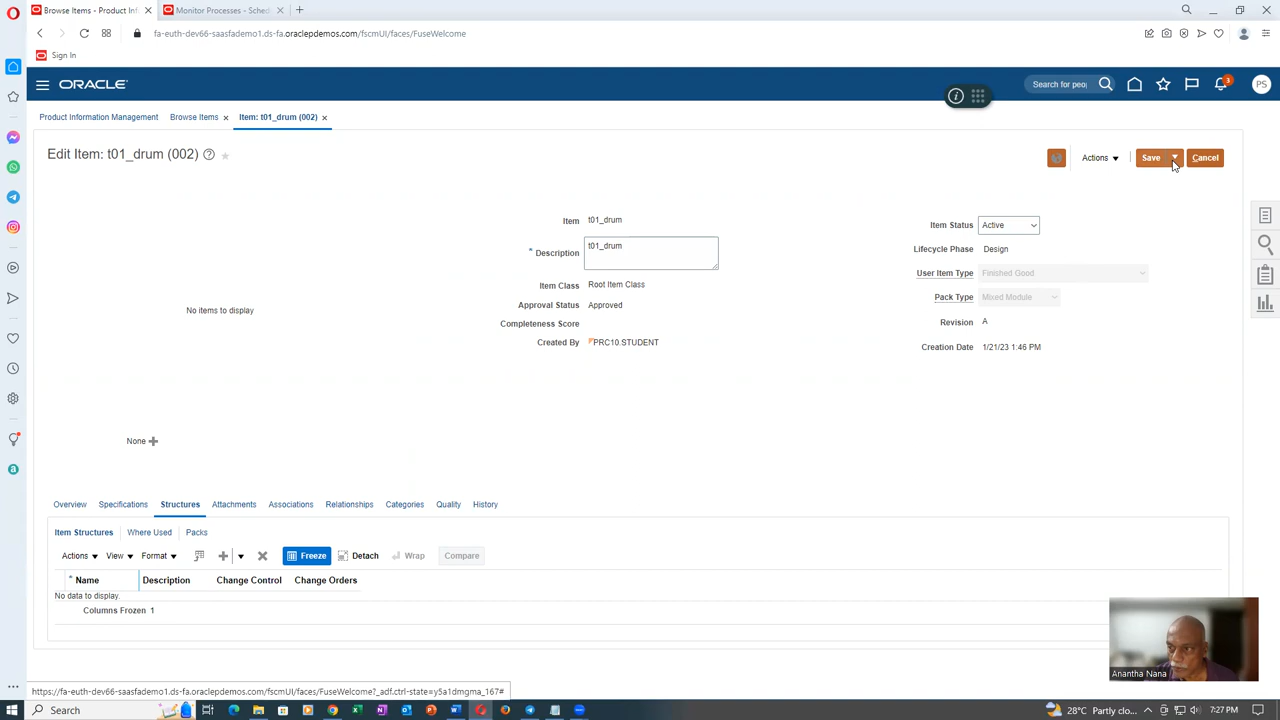 Browse Items - Product Inf
Monitor Processes - Sched
fa-euth-dev66-saasfademo1.ds-fa.oraclepdemos.com/fscmUI/faces/FuseWelcome
Sign In
ORACLE
Search for peo
3
PS
Product Information Management
Browse Items
Item: t01_drum (002)
Edit Item: t01_drum (002)
Actions
Save
Cancel
Item t01_drum
* Description t01_drum
Item Class Root Item Class
Approval Status Approved
Completeness Score
Created By PRC10.STUDENT
Item Status Active
Lifecycle Phase Design
User Item Type Finished Good
Pack Type Mixed Module
Revision A
Creation Date 1/21/23 1:46 PM
No items to display
None
Overview Specifications Structures Attachments Associations Relationships Categories Quality History
Item Structures Where Used Packs
Actions View Format Freeze Detach Wrap Compare
* Name Description Change Control Change Orders
No data to display.
Columns Frozen 1
Anantha Nana
https://fa-euth-dev66-saasfademo1.ds-fa.oraclepdemos.com/fscmUI/faces/FuseWelcome?_adf.ctrl-state=y5a1dmgma_167#
Search
28°C Partly clo...
ENG
7:27 PM